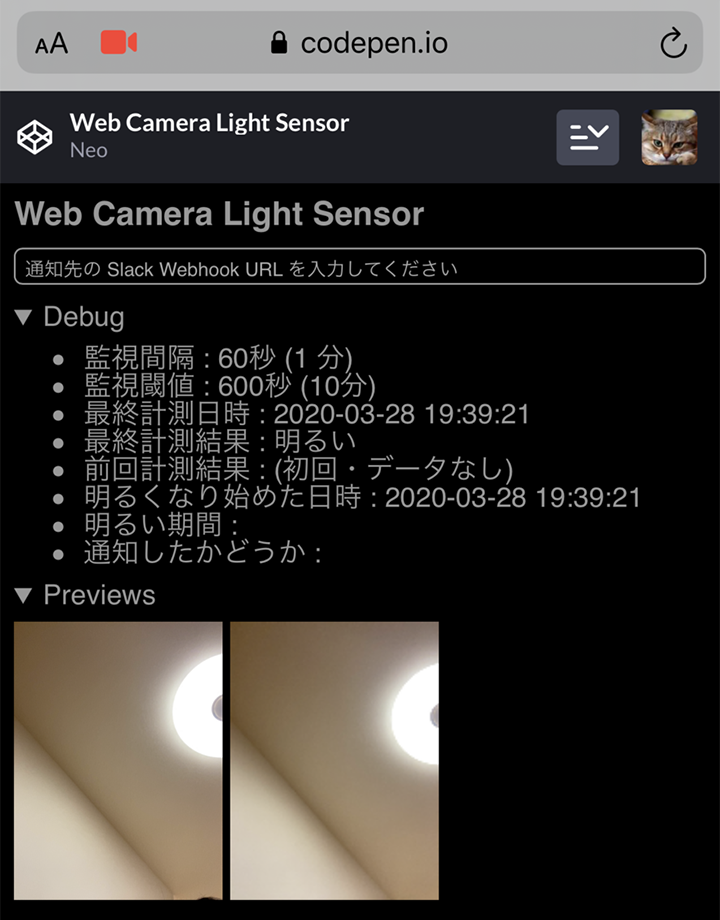 AA
codepen.io
Web Camera Light Sensor
Neo
Web Camera Light Sensor
通知先の Slack Webhook URL を入力してください
▼ Debug
• 監視間隔 : 60秒 (1 分)
• 監視閾値 : 600秒 (10分)
• 最終計測日時 : 2020-03-28 19:39:21
• 最終計測結果 : 明るい
• 前回計測結果 : (初回・データなし)
• 明るくなり始めた日時 : 2020-03-28 19:39:21
• 明るい期間 :
• 通知したかどうか :
▼ Previews